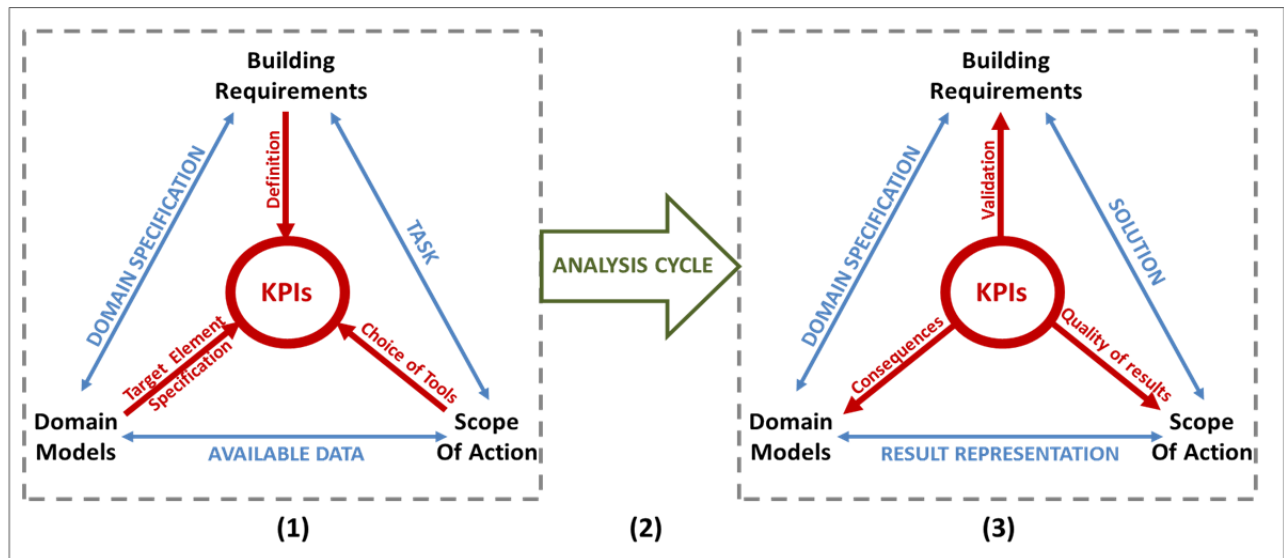 Building
Requirements
Definition
DOMAIN SPECIFICATION
TASK
KPIs
Target Element
Specification
Choice of Tools
Domain
Models
Scope
Of Action
AVAILABLE DATA
(1)
ANALYSIS CYCLE
(2)
Building
Requirements
Validation
DOMAIN SPECIFICATION
SOLUTION
KPIs
Consequences
Quality of results
Domain
Models
Scope
Of Action
RESULT REPRESENTATION
(3)